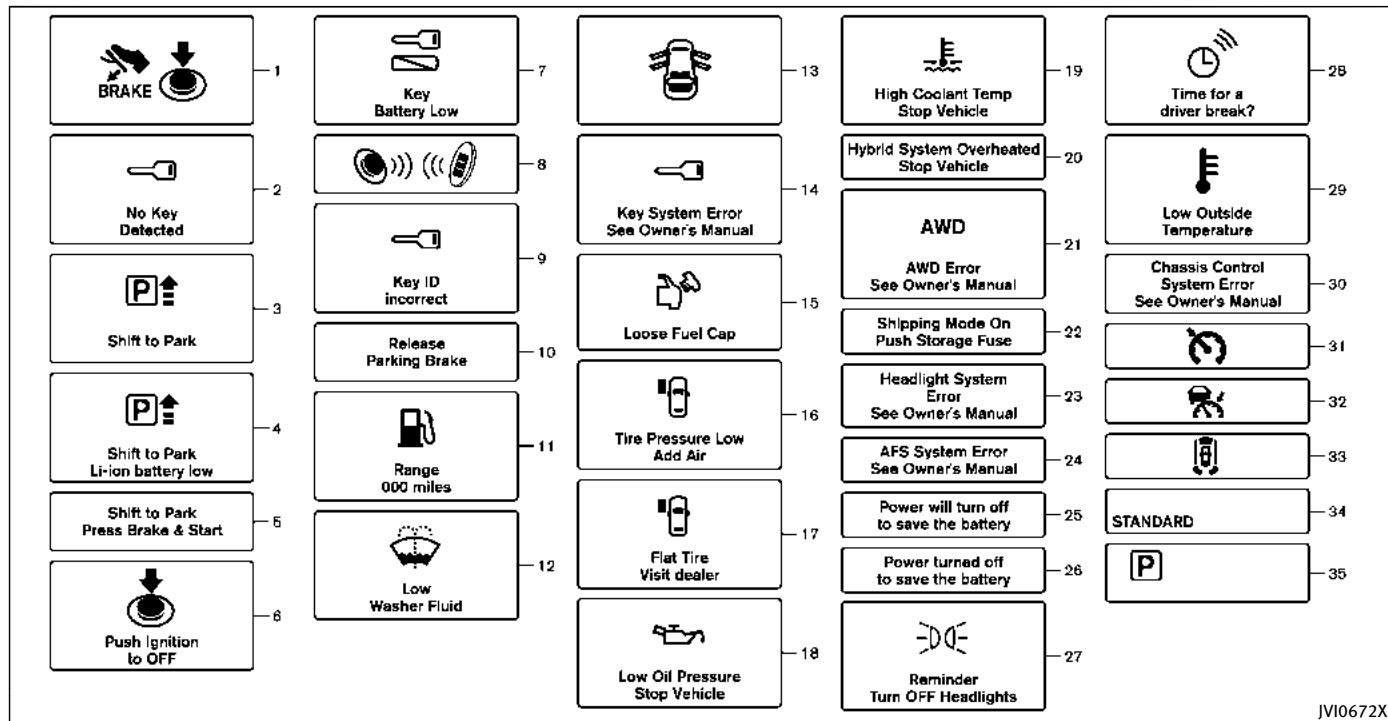 BRAKE
1
No Key
Detected
2
P
Shift to Park
3
P
Shift to Park
Li-ion battery low
4
Shift to Park
Press Brake & Start
5
Push Ignition
to OFF
6
Key
Battery Low
7
8
Key ID
incorrect
9
Release
Parking Brake
10
Range
000 miles
11
Low
Washer Fluid
12
13
Key System Error
See Owner's Manual
14
Loose Fuel Cap
15
Tire Pressure Low
Add Air
16
Flat Tire
Visit dealer
17
Low Oil Pressure
Stop Vehicle
18
High Coolant Temp
Stop Vehicle
19
Hybrid System Overheated
Stop Vehicle
20
AWD
AWD Error
See Owner's Manual
21
Shipping Mode On
Push Storage Fuse
22
Headlight System
Error
See Owner's Manual
23
AFS System Error
See Owner's Manual
24
Power will turn off
to save the battery
25
Power turned off
to save the battery
26
Reminder
Turn OFF Headlights
27
Time for a
driver break?
28
Low Outside
Temperature
29
Chassis Control
System Error
See Owner's Manual
30
31
32
33
STANDARD
34
P
35
JVI0672X